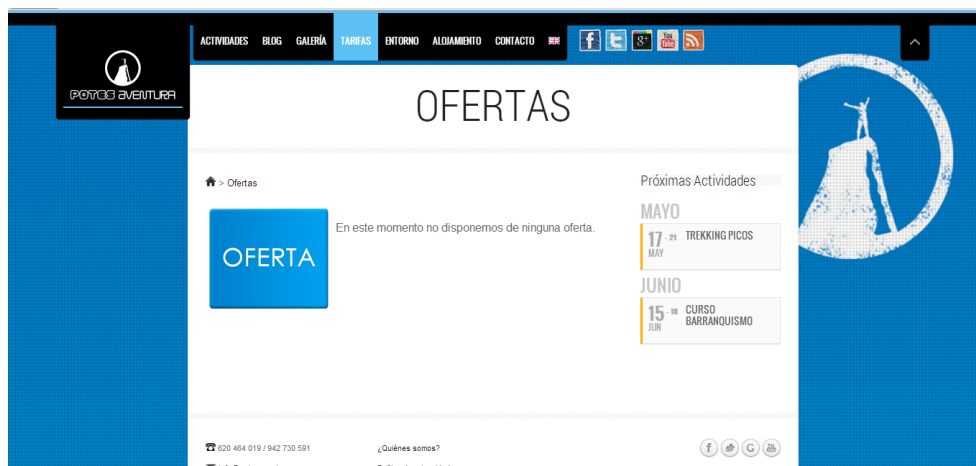 ACTIVIDADES BLOG GALERÍA TARIFAS ENTORNO ALOJAMIENTO CONTACTO
POTES AVENTURA
OFERTAS
> Ofertas
OFERTA
En este momento no disponemos de ninguna oferta.
Próximas Actividades
MAYO
17 - 21 TREKKING PICOS
MAY
JUNIO
15 - 18 CURSO
JUN BARRANQUISMO
620 464 019 / 942 730 591
¿Quiénes somos?